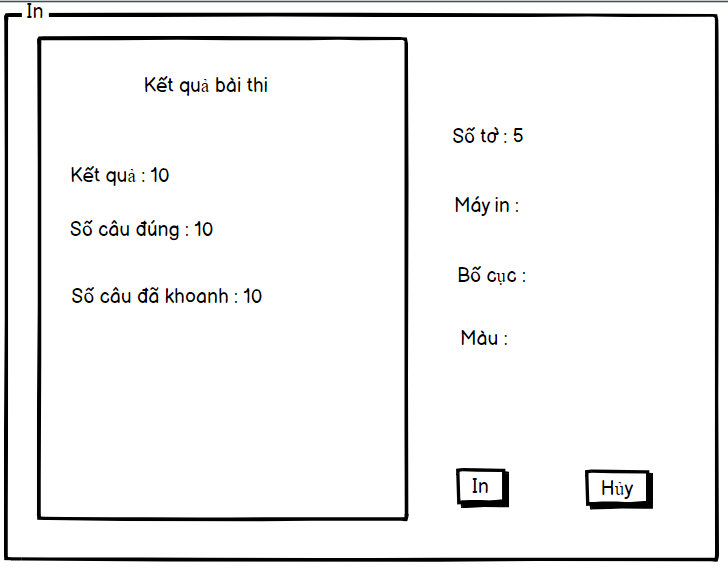 In
Kết quả bài thi
Kết quả : 10
Số câu đúng : 10
Số câu đã khoanh : 10
Số tờ : 5
Máy in :
Bố cục :
Màu :
In
Hủy